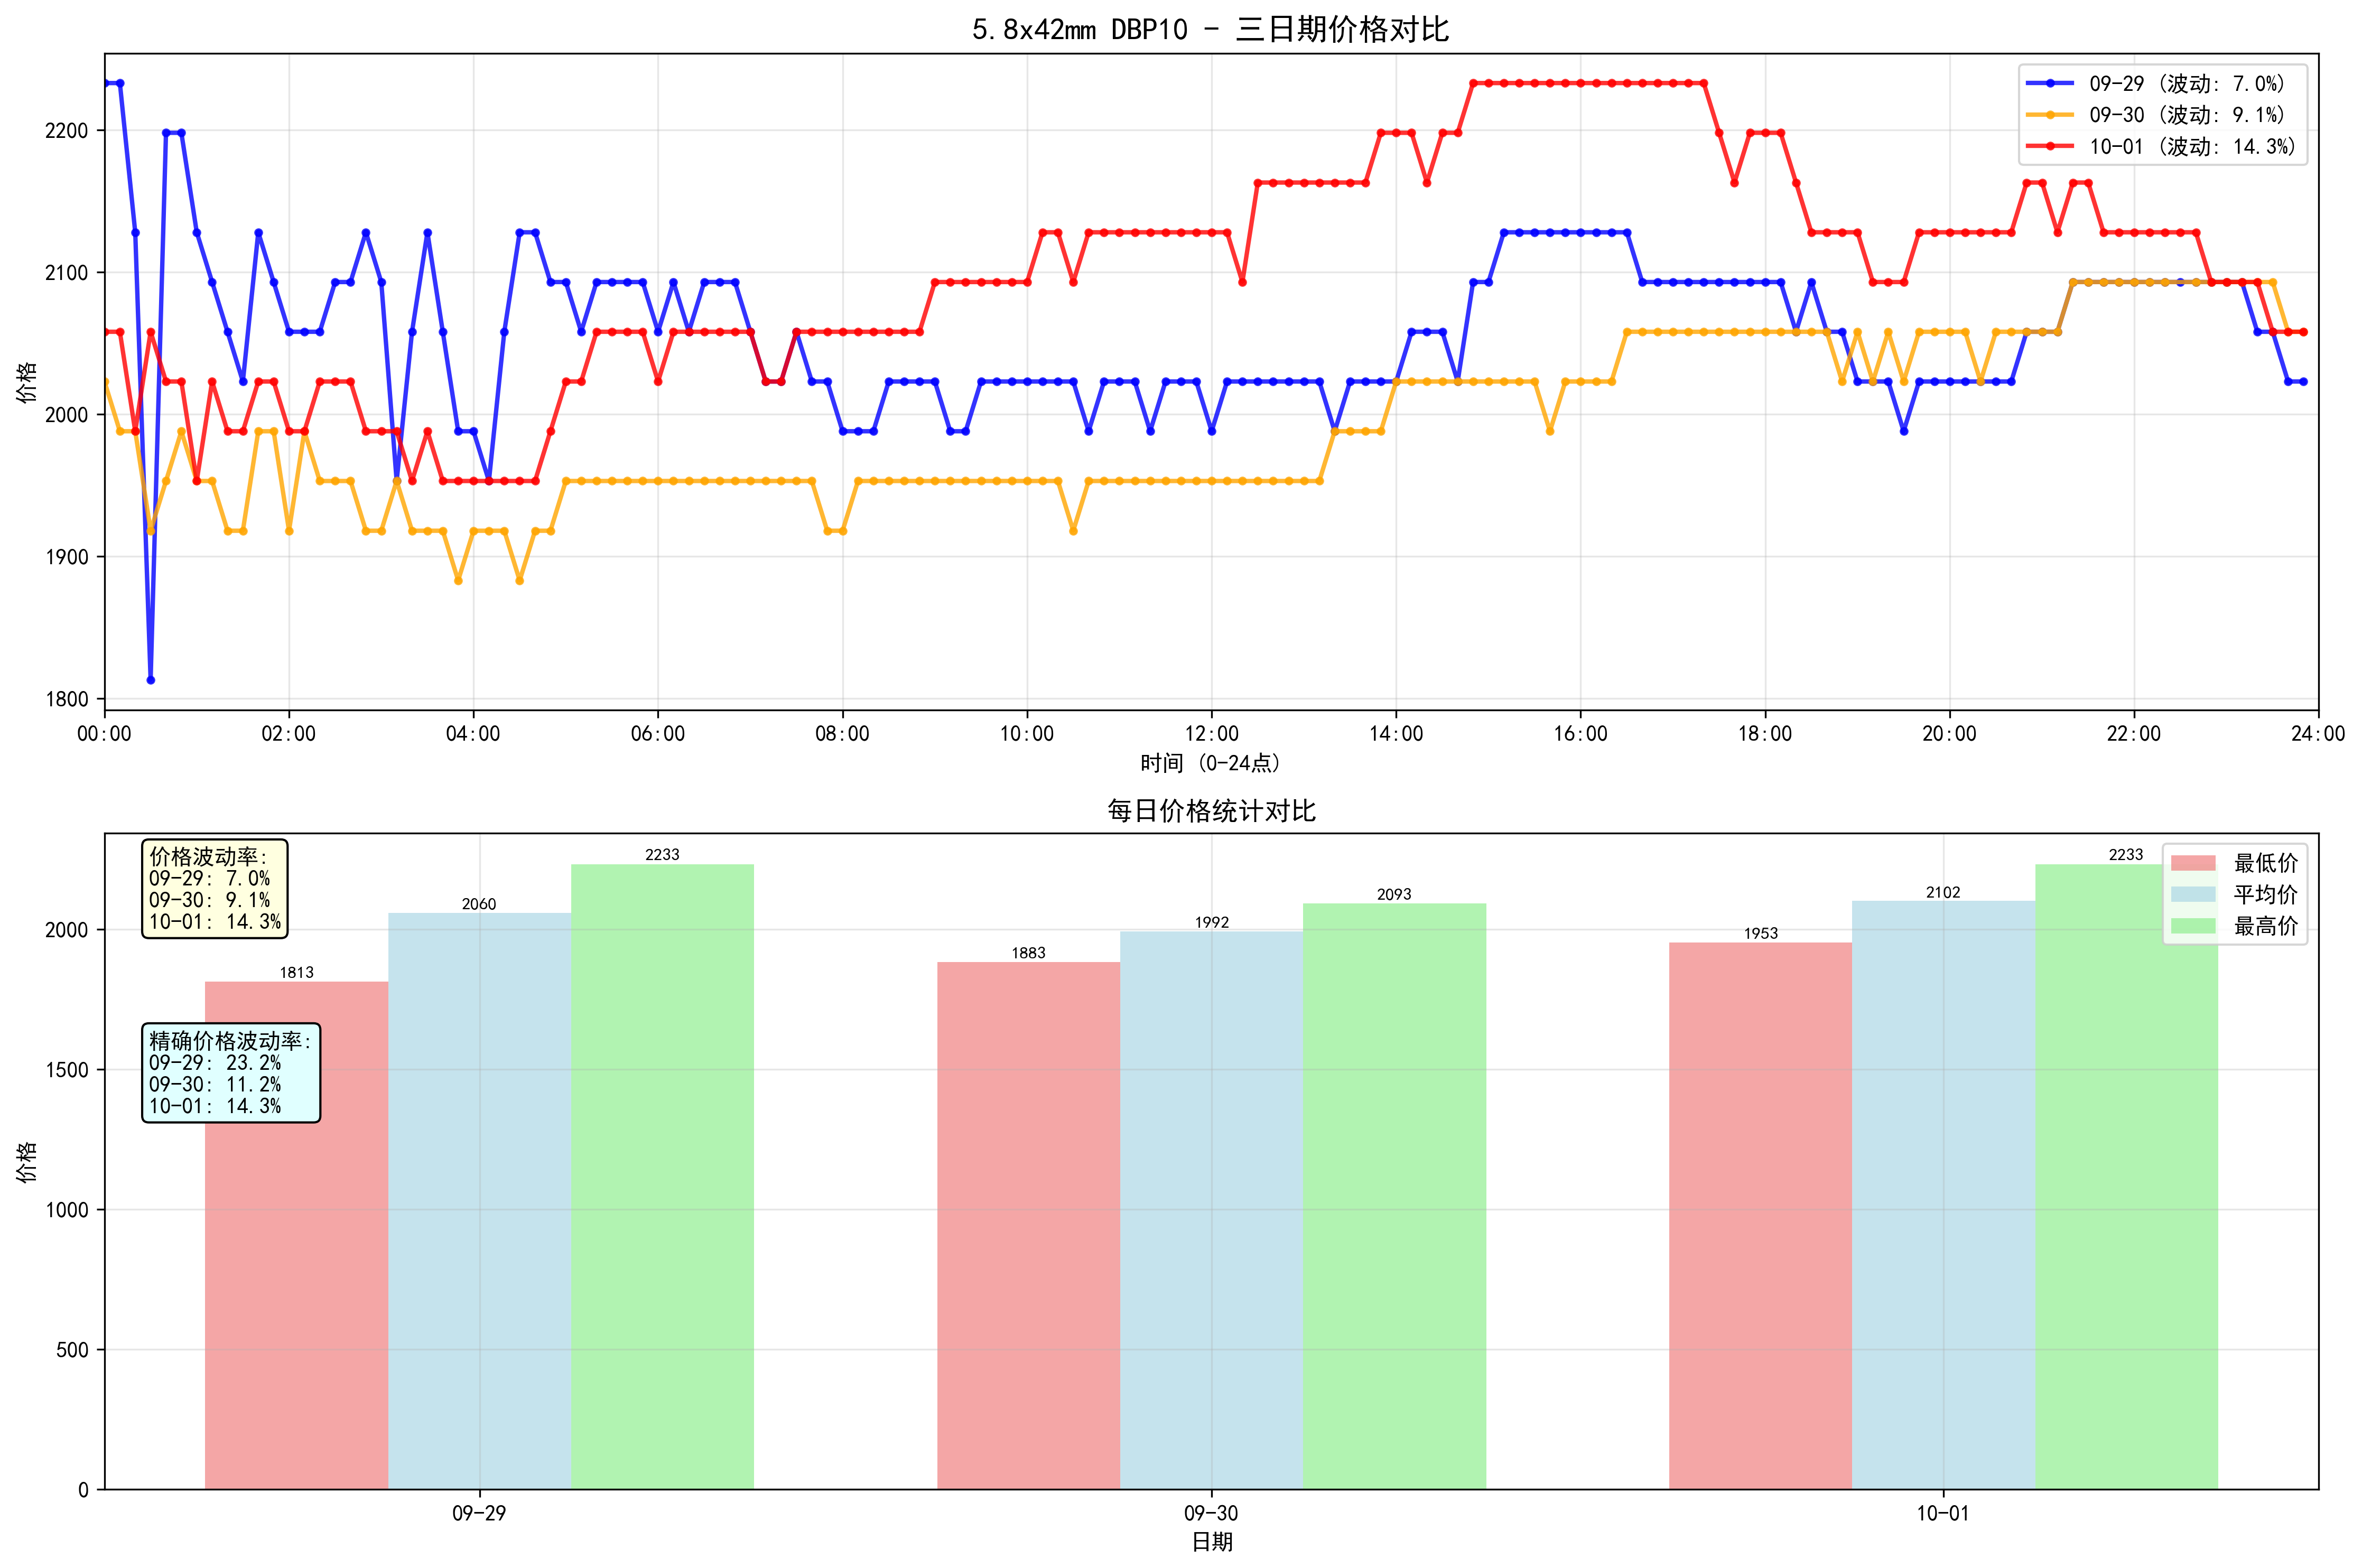 5.8x42mm DBP10 - 三日期价格对比
09-29 (波动: 7.0%)
09-30 (波动: 9.1%)
10-01 (波动: 14.3%)
价格
2200
2100
2000
1900
1800
00:00 02:00 04:00 06:00 08:00 10:00 12:00 14:00 16:00 18:00 20:00 22:00 24:00
时间 (0-24点)
每日价格统计对比
价格波动率:
09-29: 7.0%
09-30: 9.1%
10-01: 14.3%
精确价格波动率:
09-29: 23.2%
09-30: 11.2%
10-01: 14.3%
最低价
平均价
最高价
1813 2060 2233
1883 1992 2093
1953 2102 2233
价格
2000
1500
1000
500
0
09-29 09-30 10-01
日期